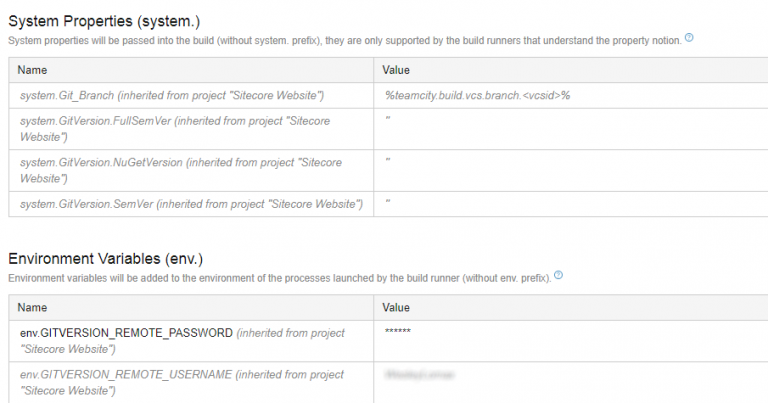 System Properties (system.)
System properties will be passed into the build (without system. prefix), they are only supported by the build runners that understand the property notion.
Name Value
system.Git_Branch (inherited from project "Sitecore Website") %teamcity.build.vcs.branch.<vcsid>%
system.GitVersion.FullSemVer (inherited from project "Sitecore "
Website")
system.GitVersion.NuGetVersion (inherited from project "Sitecore "
Website")
system.GitVersion.SemVer (inherited from project "Sitecore Website") "
Environment Variables (env.)
Environment variables will be added to the environment of the processes launched by the build runner (without env. prefix).
Name Value
env.GITVERSION_REMOTE_PASSWORD (inherited from project ******
"Sitecore Website")
env.GITVERSION_REMOTE_USERNAME (inherited from project
"Sitecore Website")